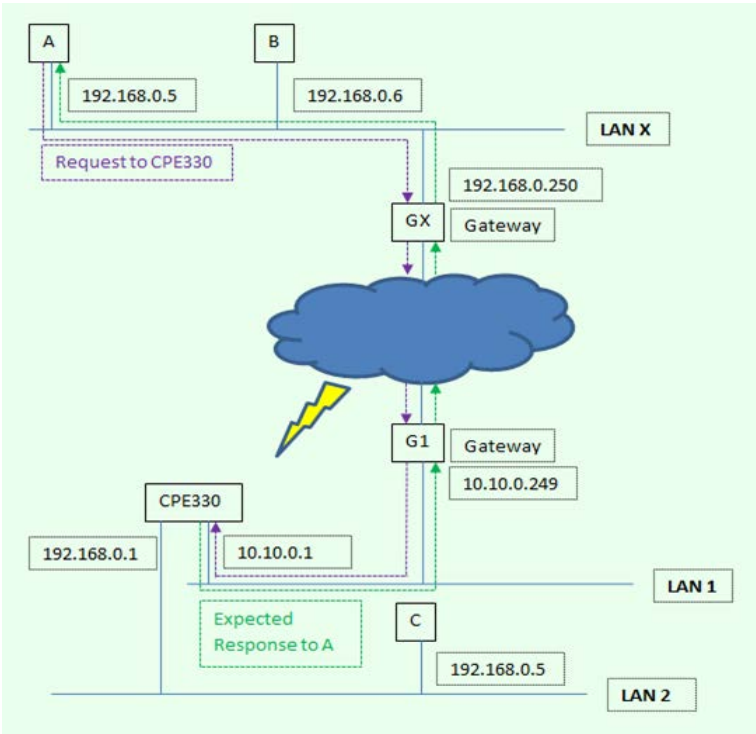 A
B
192.168.0.5
192.168.0.6
LAN X
Request to CPE330
192.168.0.250
GX
Gateway
G1
Gateway
10.10.0.249
CPE330
192.168.0.1
10.10.0.1
LAN 1
Expected
Response to A
C
192.168.0.5
LAN 2